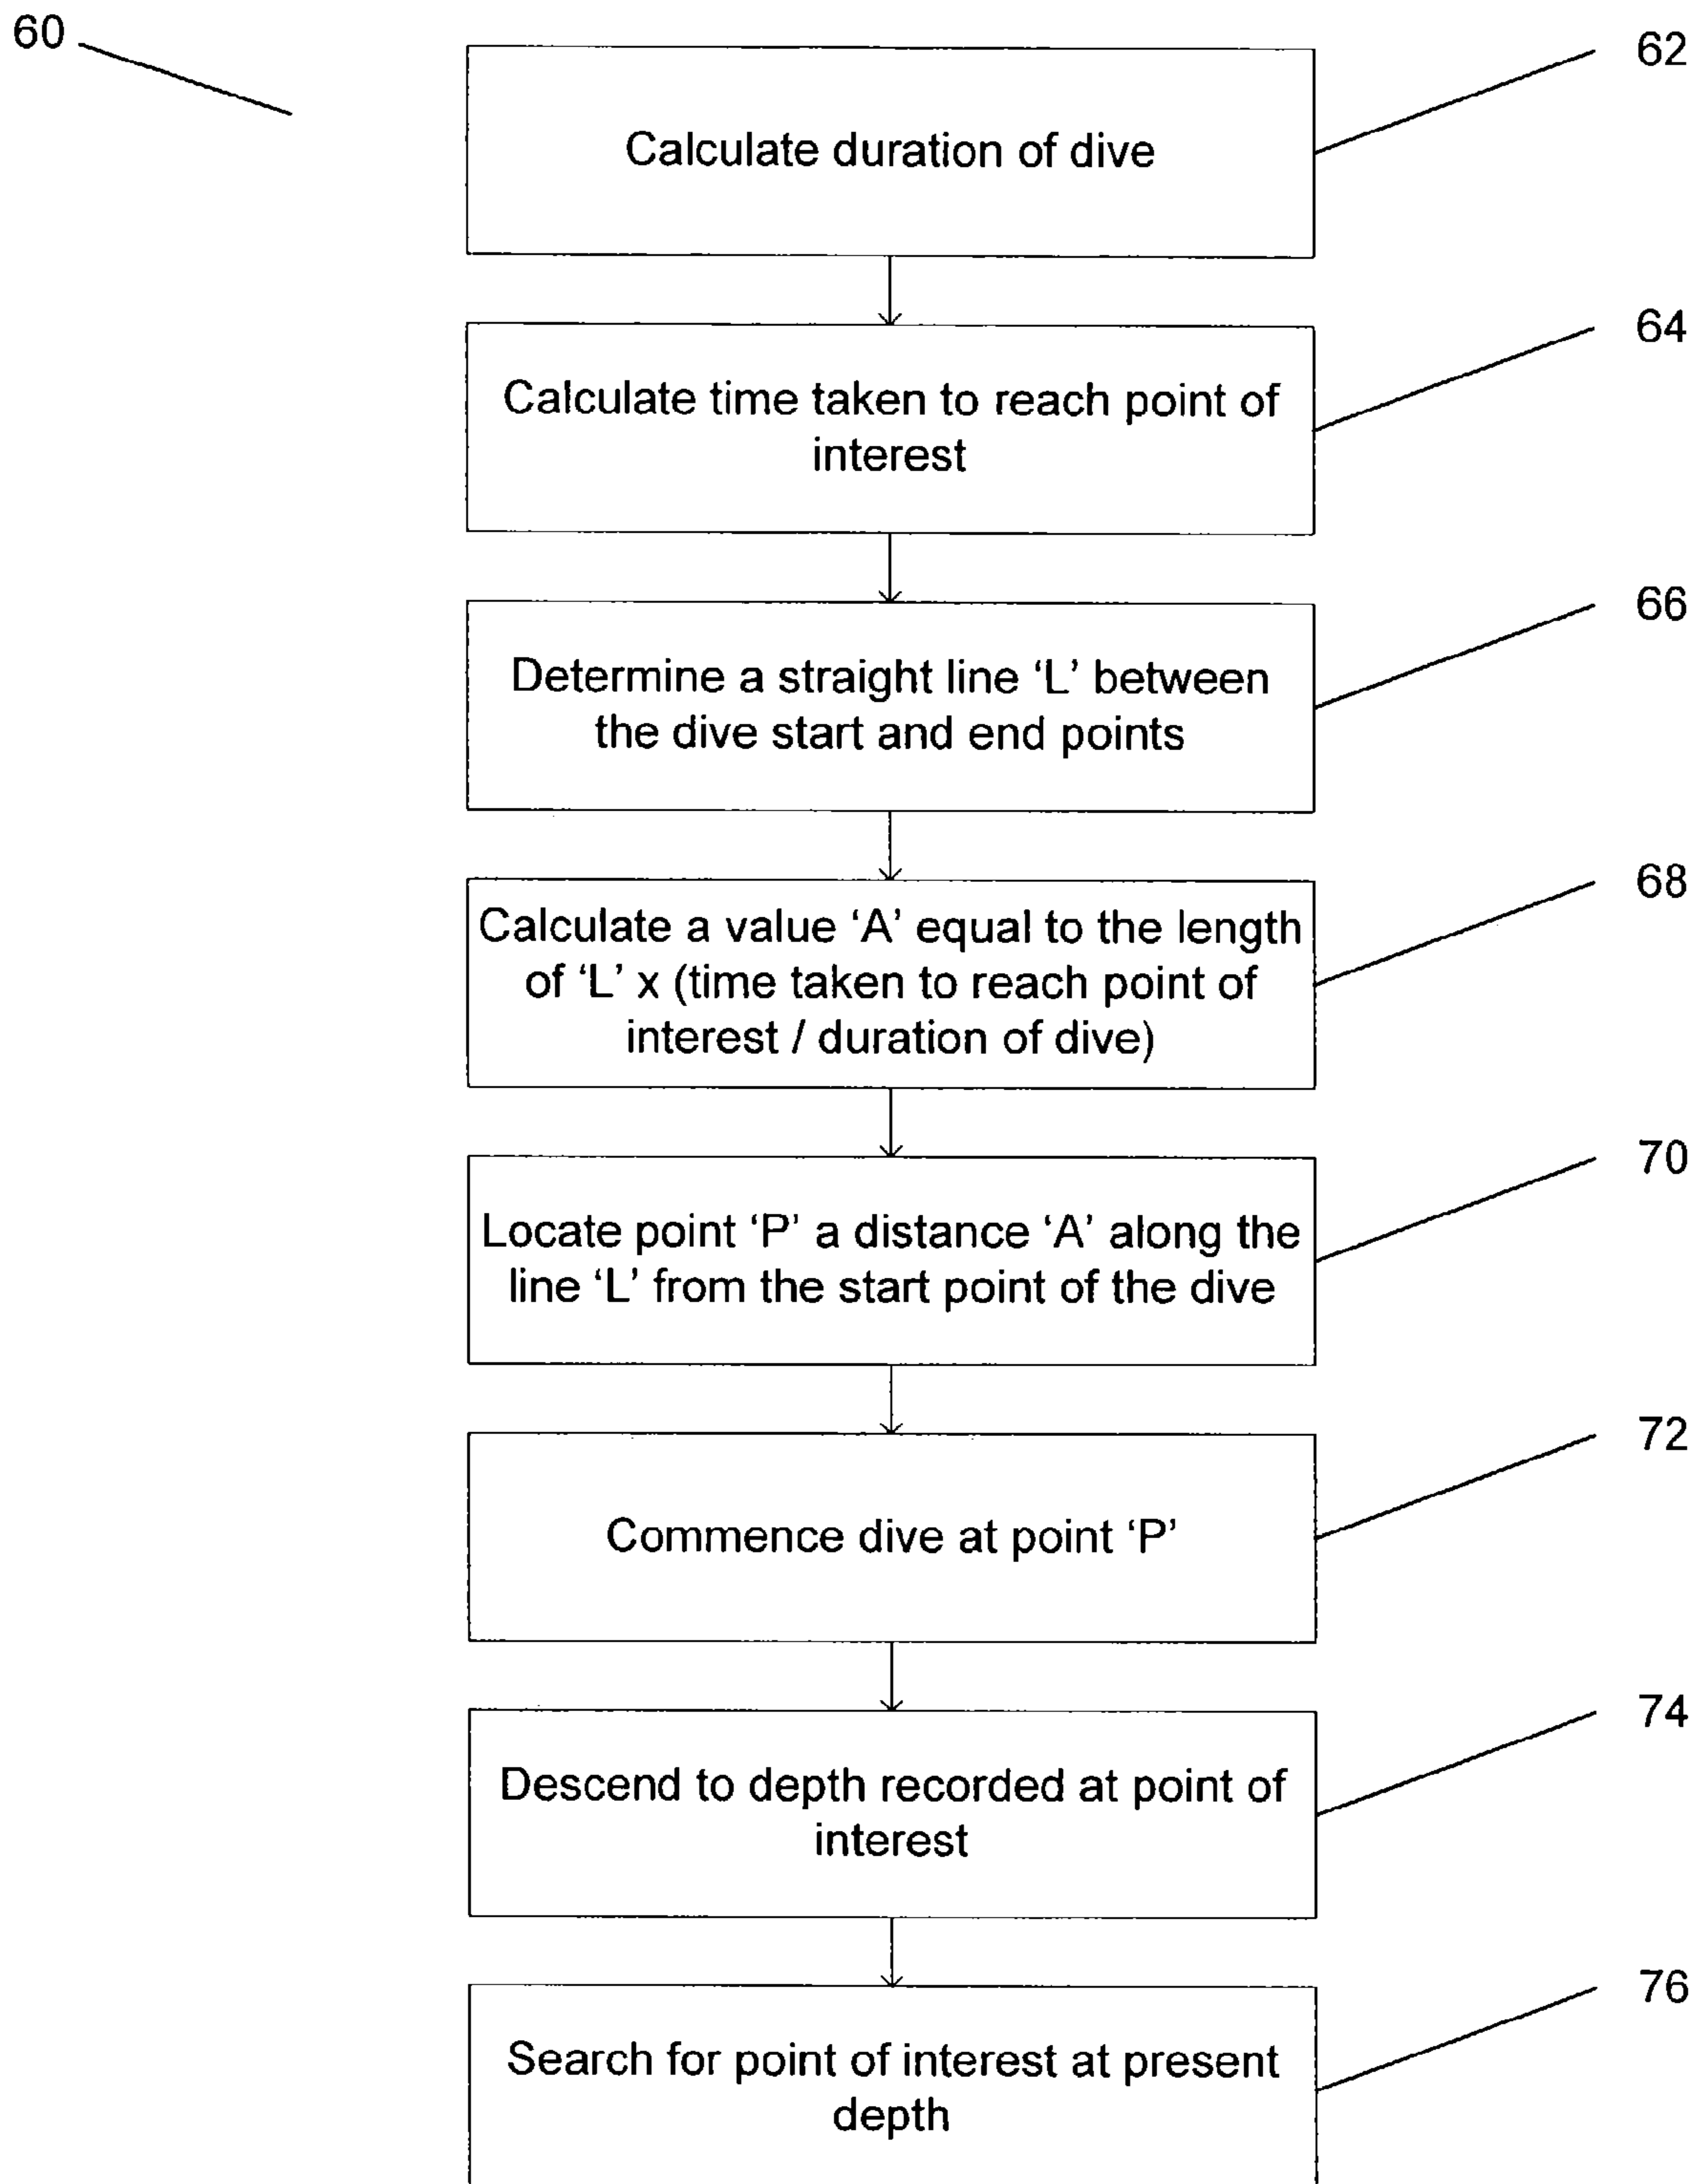 60
62
Calculate duration of dive
64
Calculate time taken to reach point of
interest
66
Determine a straight line ‘L’ between
the dive start and end points
68
Calculate a value ‘A’ equal to the length
of ‘L’ x (time taken to reach point of
interest / duration of dive)
70
Locate point ‘P’ a distance ‘A’ along the
line ‘L’ from the start point of the dive
72
Commence dive at point ‘P’
74
Descend to depth recorded at point of
interest
76
Search for point of interest at present
depth